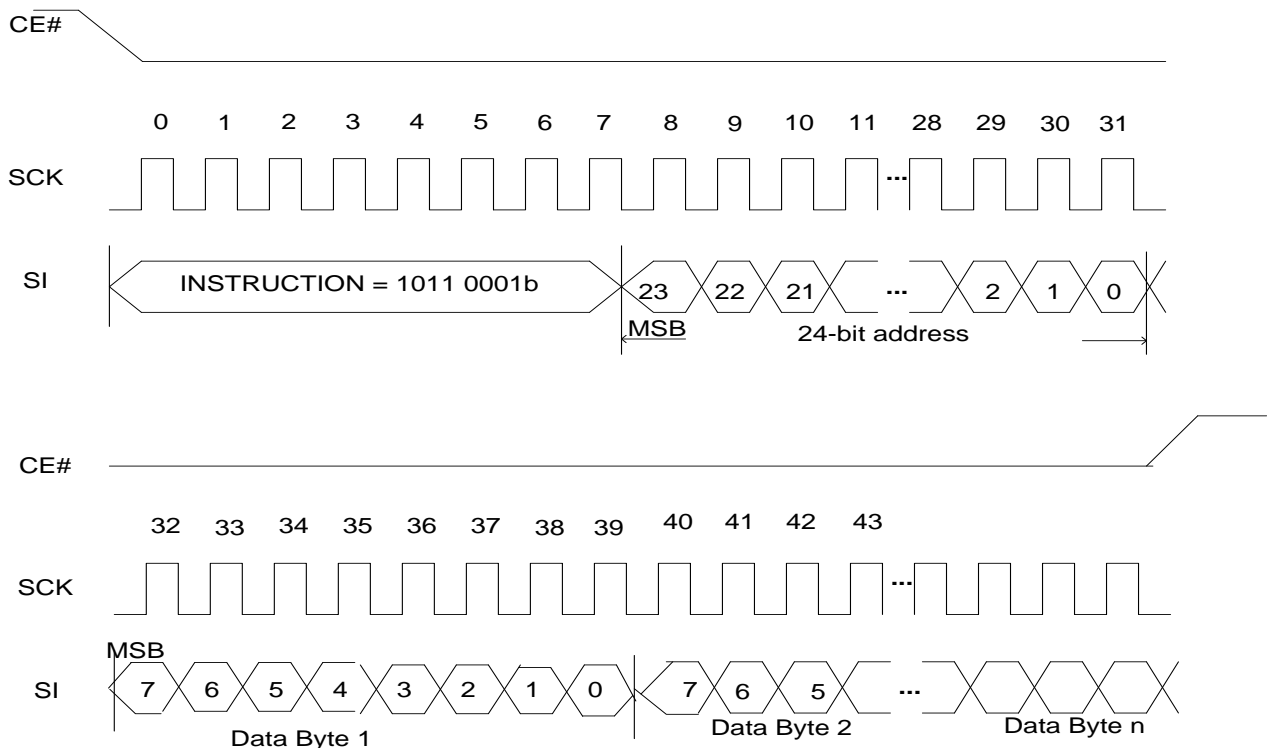 CE#
0 1 2 3 4 5 6 7 8 9 10 11 28 29 30 31
SCK ...
SI INSTRUCTION = 1011 0001b 23 22 21 ... 2 1 0
MSB 24-bit address
CE#
32 33 34 35 36 37 38 39 40 41 42 43
SCK ...
MSB
SI 7 6 5 4 3 2 1 0 7 6 5 ...
Data Byte 1 Data Byte 2 Data Byte n